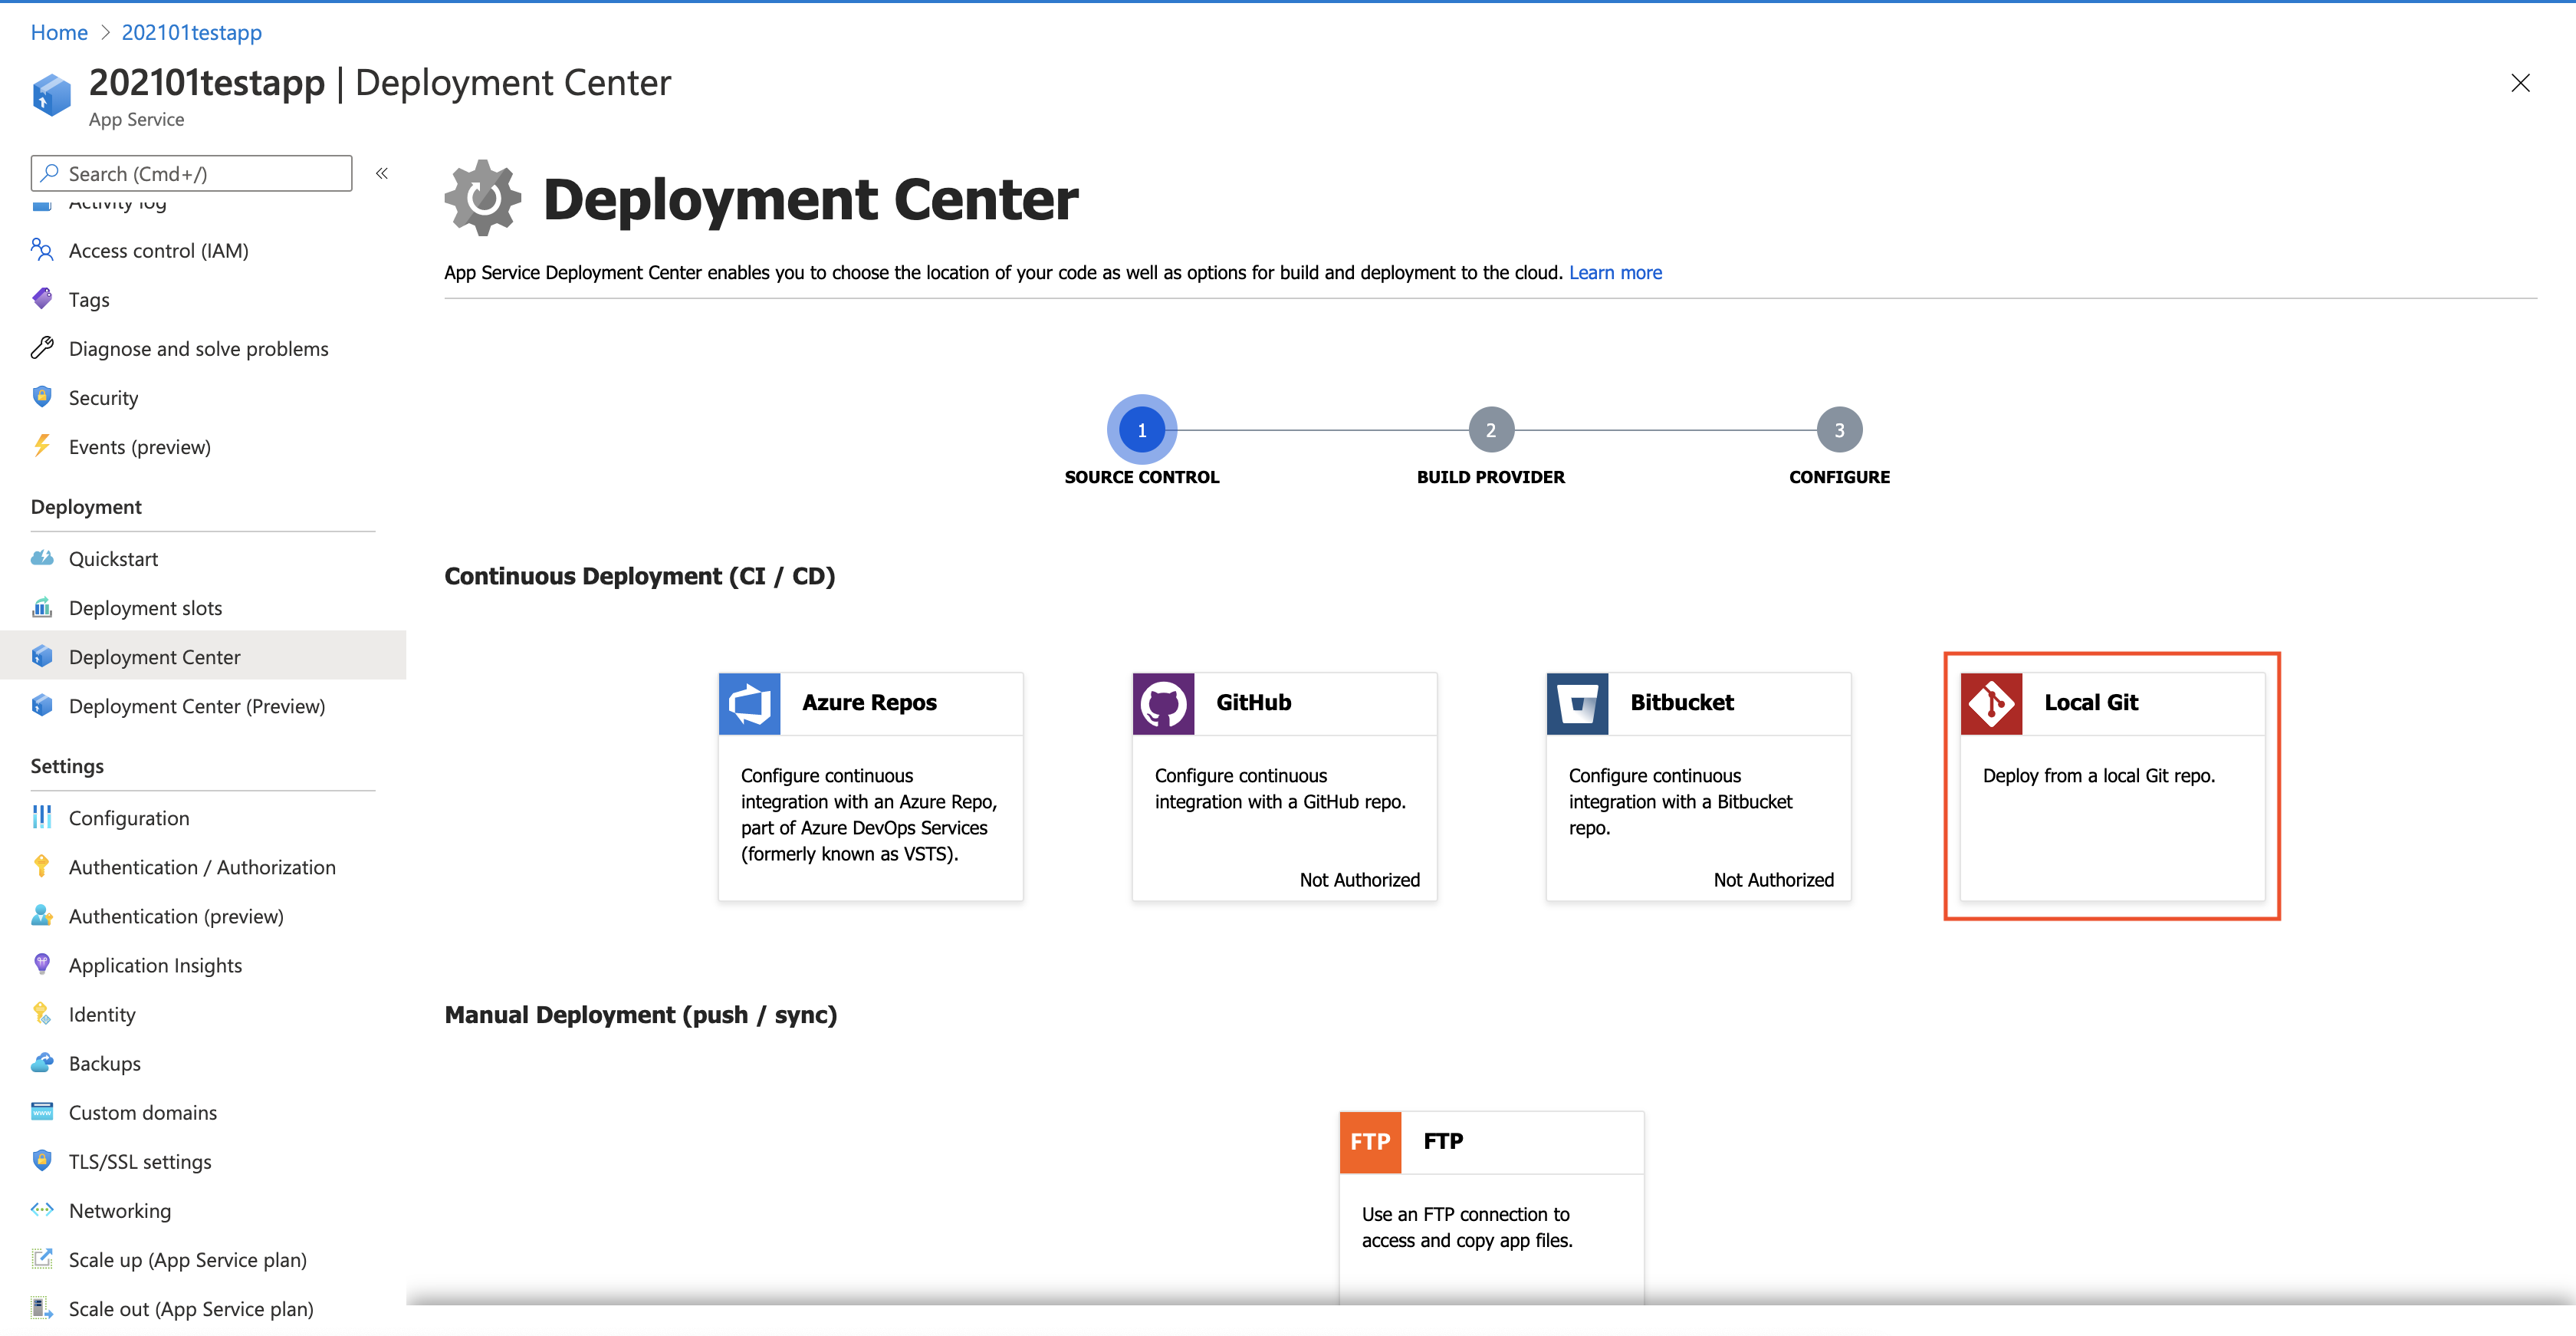 Home > 202101testapp
202101testapp | Deployment Center
App Service
Search (Cmd+/)
«
Activity log
Access control (IAM)
Tags
Diagnose and solve problems
Security
Events (preview)
Deployment
Quickstart
Deployment slots
Deployment Center
Deployment Center (Preview)
Settings
Configuration
Authentication / Authorization
Authentication (preview)
Application Insights
Identity
Backups
Custom domains
TLS/SSL settings
Networking
Scale up (App Service plan)
Scale out (App Service plan)
Deployment Center
App Service Deployment Center enables you to choose the location of your code as well as options for build and deployment to the cloud. Learn more
1
2
3
SOURCE CONTROL
BUILD PROVIDER
CONFIGURE
Continuous Deployment (CI / CD)
Azure Repos
Configure continuous
integration with an Azure Repo,
part of Azure DevOps Services
(formerly known as VSTS).
GitHub
Configure continuous
integration with a GitHub repo.
Not Authorized
Bitbucket
Configure continuous
integration with a Bitbucket
repo.
Not Authorized
Local Git
Deploy from a local Git repo.
Manual Deployment (push / sync)
FTP
FTP
Use an FTP connection to
access and copy app files.